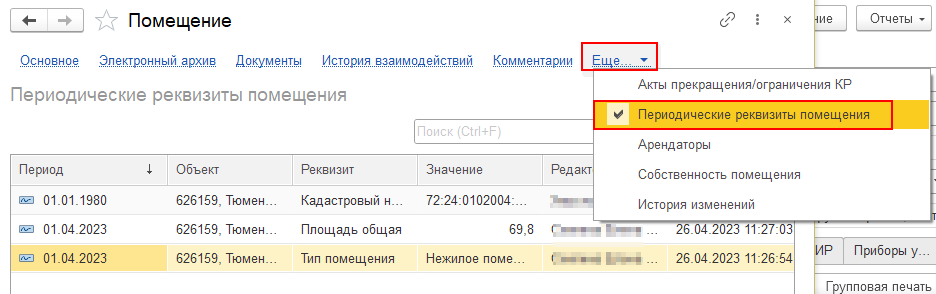 Помещение
ние
Отчеты
Основное Электронный архив Документы История взаимодействий Комментарии Еще...
Акты прекращения/ограничения КР
Периодические реквизиты помещения
Арендаторы
Собственность помещения
История изменений
Периодические реквизиты помещения
Поиск (Ctrl+F)
Период ↓ Объект Реквизит Значение Редакт
01.01.1980 626159, Тюмен... Кадастровый н... 72:24:0102004:...
01.04.2023 626159, Тюмен... Площадь общая 69,8 26.04.2023 11:27:03
01.04.2023 626159, Тюмен... Тип помещения Нежилое поме... 26.04.2023 11:26:54
ИР Приборы у...
Групповая печать